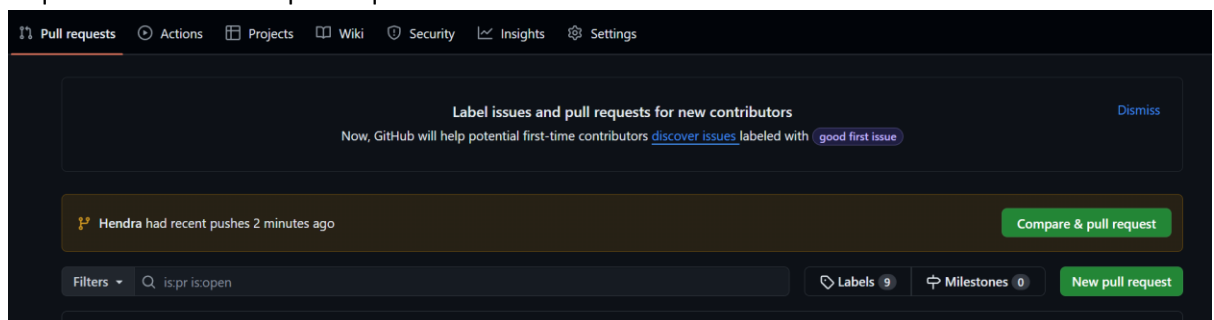 Pull requests Actions Projects Wiki Security Insights Settings
Label issues and pull requests for new contributors
Dismiss
Now, GitHub will help potential first-time contributors discover issues labeled with good first issue
Hendra had recent pushes 2 minutes ago
Compare & pull request
Filters is:pr is:open Labels 9 Milestones 0 New pull request